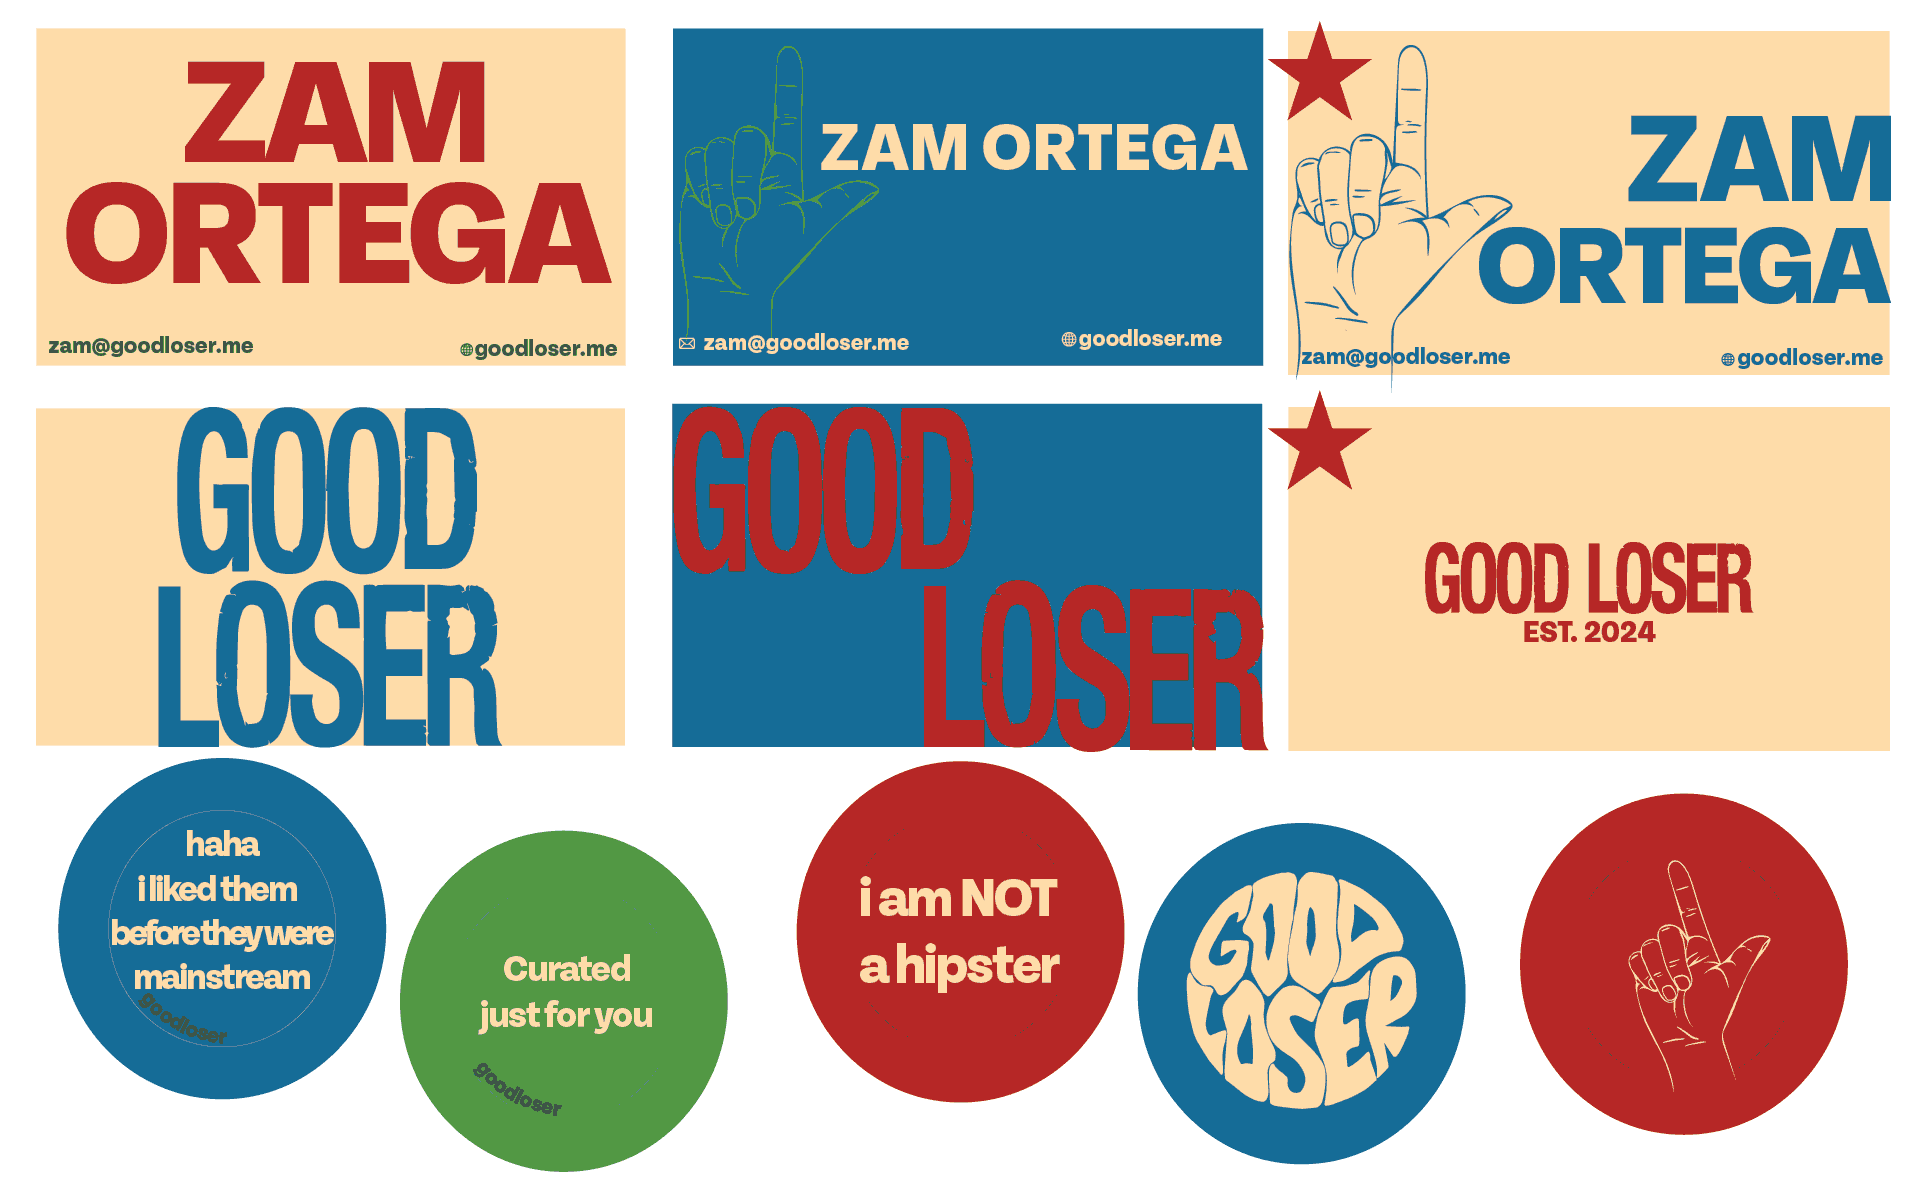 ZAM
ORTEGA
zam@goodloser.me
goodloser.me
ZAM ORTEGA
zam@goodloser.me
goodloser.me
ZAM
ORTEGA
zam@goodloser.me
goodloser.me
GOOD
LOSER
GOOD
LOSER
GOOD LOSER
EST. 2024
haha
i liked them
before they were
mainstream
goodloser
Curated
just for you
goodloser
i am NOT
a hipster
GOOD
LOSER